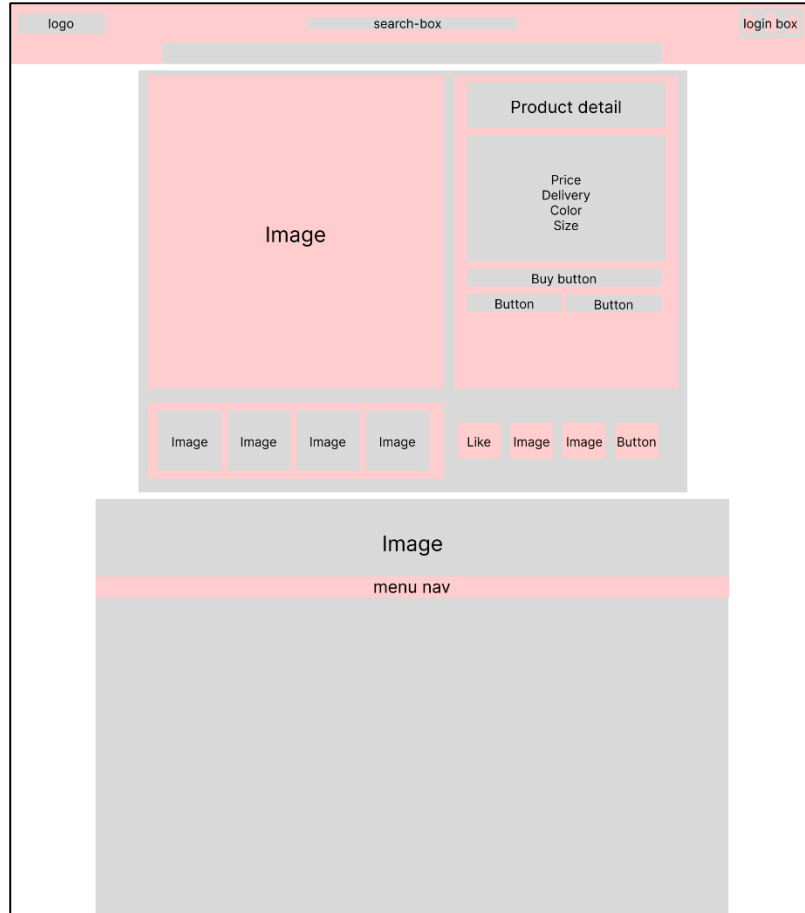 logo
search-box
login box
Image
Product detail
Price
Delivery
Color
Size
Buy button
Button
Button
Image
Image
Image
Image
Like
Image
Image
Button
Image
menu nav